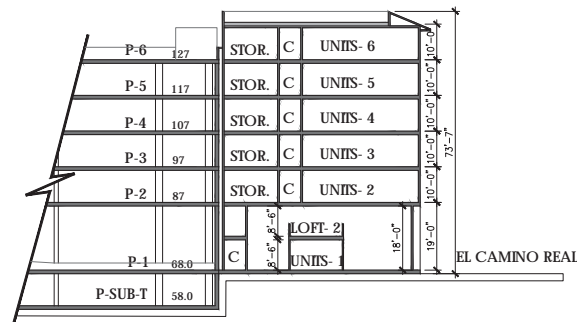 P-6 127 STOR. C UNITS- 6 10'-0"
P-5 117 STOR. C UNITS- 5 10'-0"
P-4 107 STOR. C UNITS- 4 10'-0"
P-3 97 STOR. C UNITS- 3 10'-0"
P-2 87 STOR. C UNITS- 2 10'-0"
73'-7"
8'-6" LOFT- 2 18'-0" 19'-0"
P-1 68.0 C 8'-6" UNITS- 1 EL CAMINO REAL
P-SUB-T 58.0